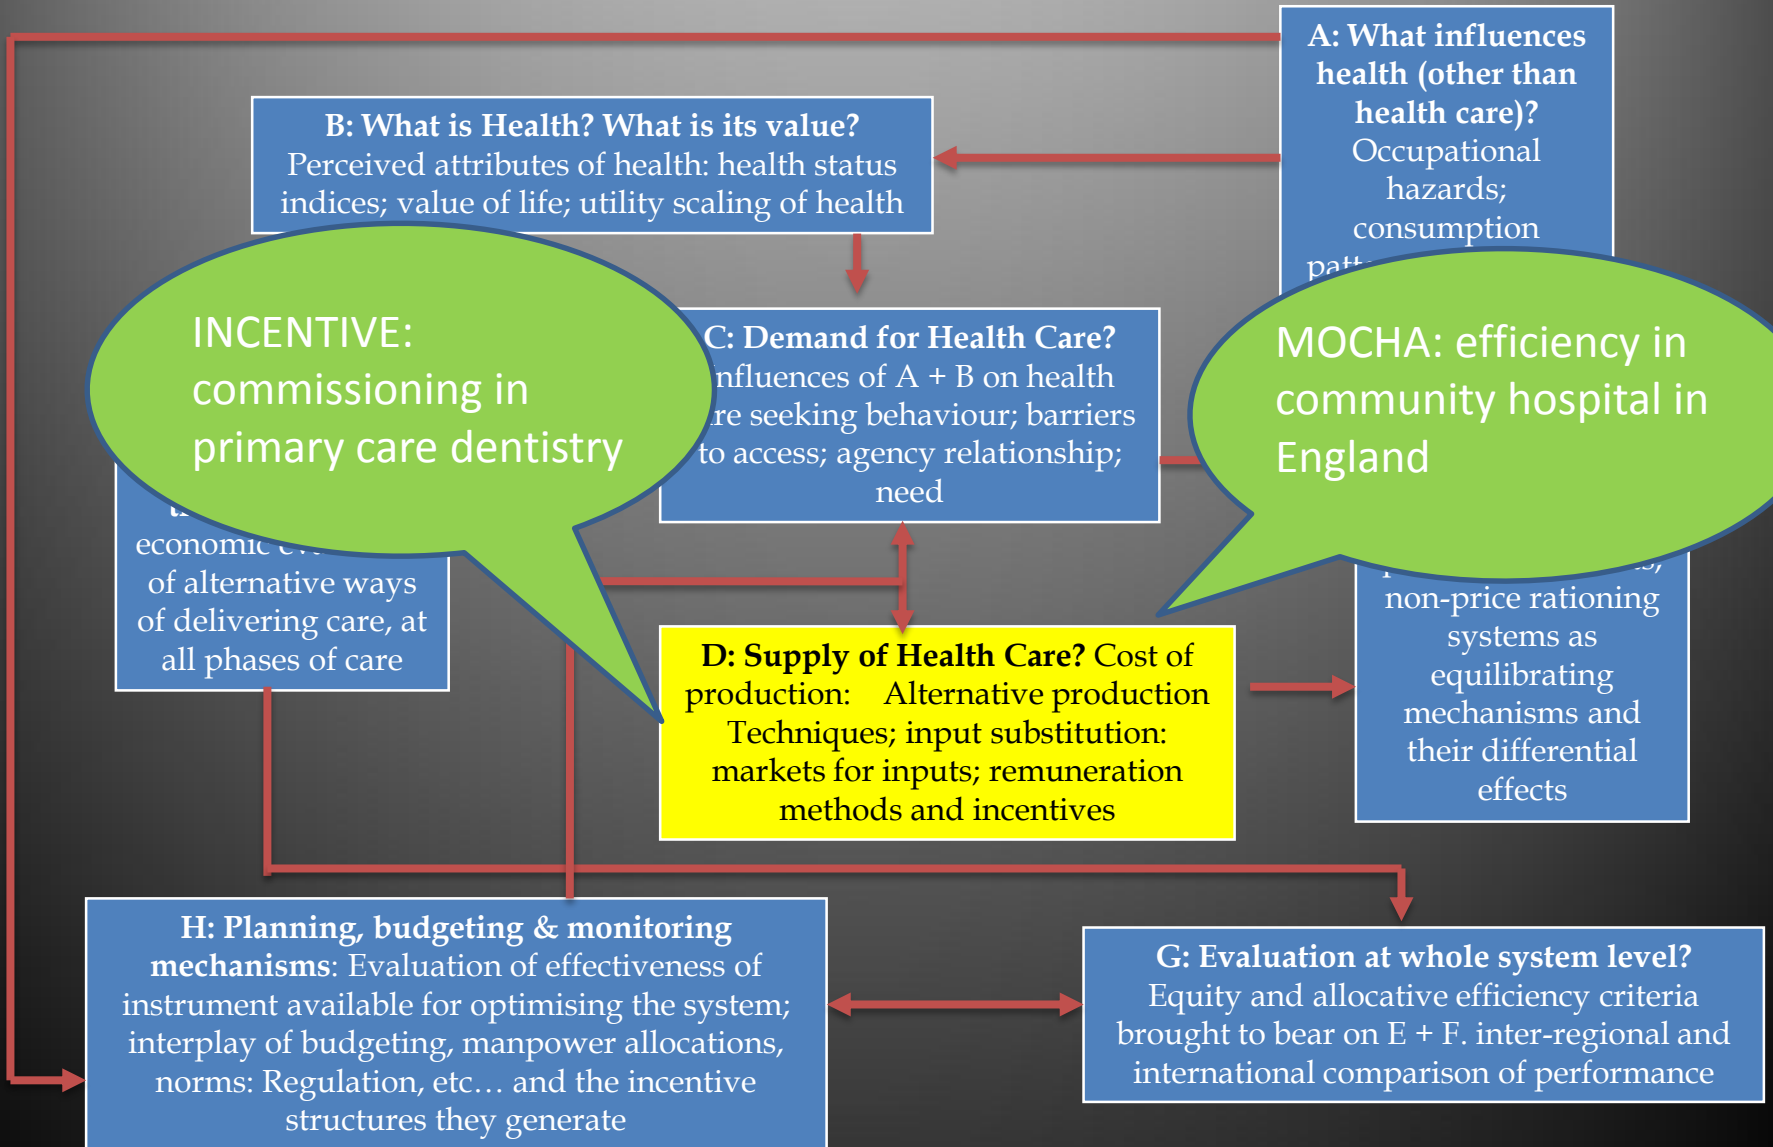 A: What influences
health (other than
health care)?
Occupational
hazards;
consumption
B: What is Health? What is its value?
Perceived attributes of health: health status
indices; value of life; utility scaling of health
INCENTIVE:
commissioning in
primary care dentistry
C: Demand for Health Care?
of A + B on health
seeking behaviour; barriers
to access; agency relationship;
need
MOCHA: efficiency in
community hospital in
England
economic
of alternative ways
of delivering care, at
all phases of care
non-price rationing
systems as
equilibrating
mechanisms and
their differential
effects
D: Supply of Health Care? Cost of
production: Alternative production
Techniques; input substitution:
markets for inputs; remuneration
methods and incentives
H: Planning, budgeting & monitoring
mechanisms: Evaluation of effectiveness of
instrument available for optimising the system;
interplay of budgeting, manpower allocations,
norms: Regulation, etc… and the incentive
structures they generate
G: Evaluation at whole system level?
Equity and allocative efficiency criteria
brought to bear on E + F. inter-regional and
international comparison of performance